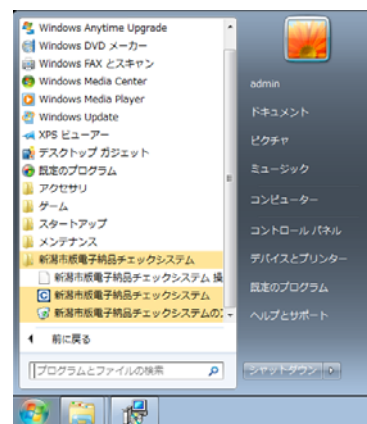 Windows Anytime Upgrade
Windows DVD メーカー
Windows FAX とスキャン
Windows Media Center
Windows Media Player
Windows Update
XPS ビューアー
デスクトップ ガジェット
既定のプログラム
アクセサリ
ゲーム
スタートアップ
メンテナンス
新潟市版電子納品チェックシステム
新潟市版電子納品チェックシステム 操
新潟市版電子納品チェックシステム
新潟市版電子納品チェックシステムの
前に戻る
プログラムとファイルの検索
admin
ドキュメント
ピクチャ
ミュージック
コンピューター
コントロール パネル
デバイスとプリンター
既定のプログラム
ヘルプとサポート
シャットダウン